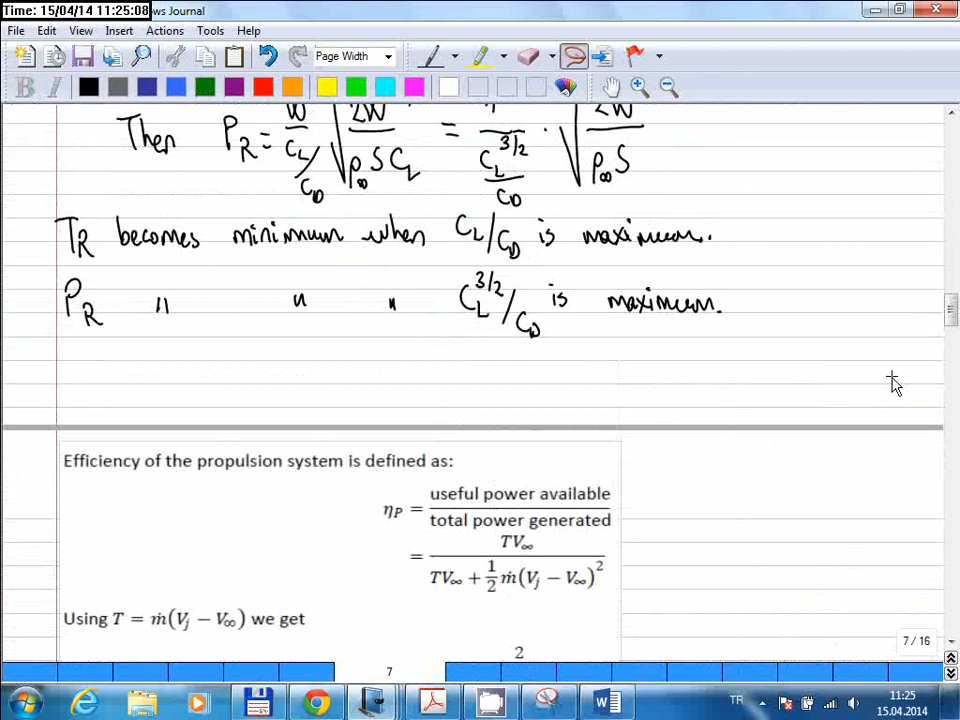 Time: 15/04/14 11:25:08
ws Journal
File Edit View Insert Actions Tools Help
Page Width
B I
Then P_R = W/(C_L/C_D) √(2W/(ρ∞ S C_L)) = 1/(C_L^{3/2}/C_D) · √(2W/(ρ∞ S))
T_R becomes minimum when C_L/C_D is maximum.
P_R " " " C_L^{3/2}/C_D is maximum.
Efficiency of the propulsion system is defined as:
η_P = useful power available / total power generated
= TV∞ / (TV∞ + 1/2 ṁ(V_j − V∞)²)
Using T = ṁ(V_j − V∞) we get
2
7 / 16
7
TR
11:25
15.04.2014